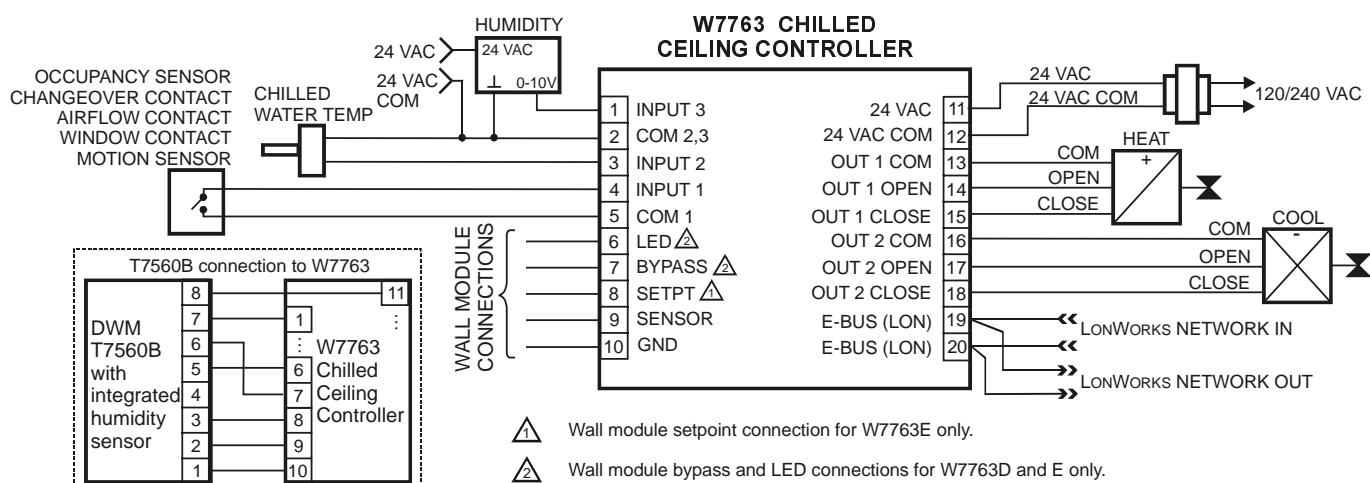 W7763 CHILLED
CEILING CONTROLLER
HUMIDITY
24 VAC
24 VAC
24 VAC
COM
⊥ 0-10V
OCCUPANCY SENSOR
CHANGEOVER CONTACT
AIRFLOW CONTACT
WINDOW CONTACT
MOTION SENSOR
CHILLED
WATER TEMP
1 INPUT 3
2 COM 2,3
3 INPUT 2
4 INPUT 1
5 COM 1
6 LED 2
7 BYPASS 2
8 SETPT 1
9 SENSOR
10 GND
WALL MODULE
CONNECTIONS
24 VAC 11
24 VAC COM 12
OUT 1 COM 13
OUT 1 OPEN 14
OUT 1 CLOSE 15
OUT 2 COM 16
OUT 2 OPEN 17
OUT 2 CLOSE 18
E-BUS (LON) 19
E-BUS (LON) 20
24 VAC
24 VAC COM
120/240 VAC
HEAT
+
COM
OPEN
CLOSE
COOL
-
COM
OPEN
CLOSE
LONWORKS NETWORK IN
LONWORKS NETWORK OUT
T7560B connection to W7763
DWM
T7560B
with
integrated
humidity
sensor
8
7
6
5
4
3
2
1
11
1
6
7
8
9
10
W7763
Chilled
Ceiling
Controller
1 Wall module setpoint connection for W7763E only.
2 Wall module bypass and LED connections for W7763D and E only.